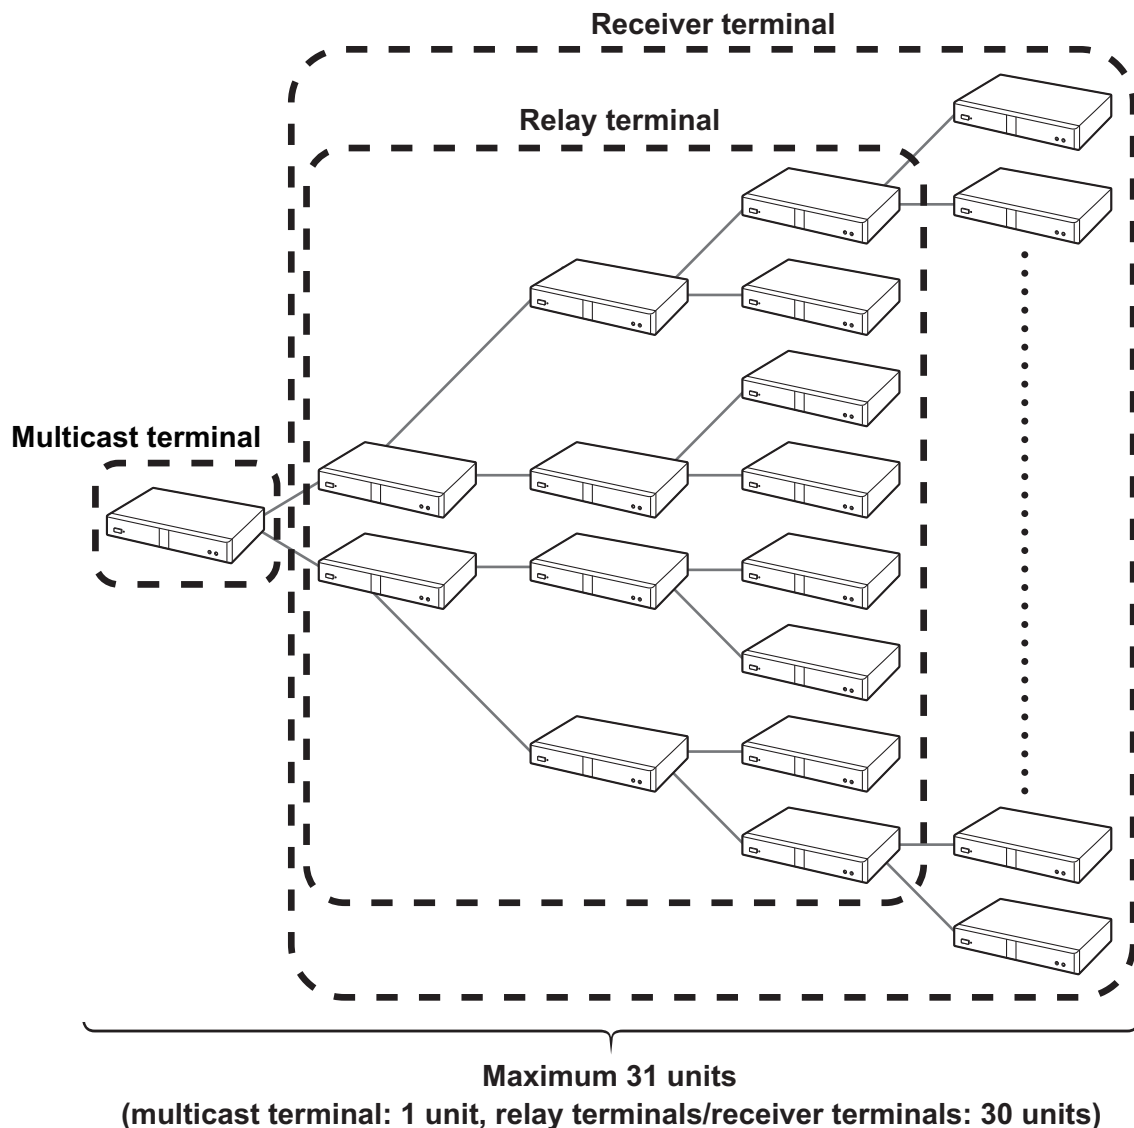 Receiver terminal
Relay terminal
Multicast terminal
Maximum 31 units
(multicast terminal: 1 unit, relay terminals/receiver terminals: 30 units)